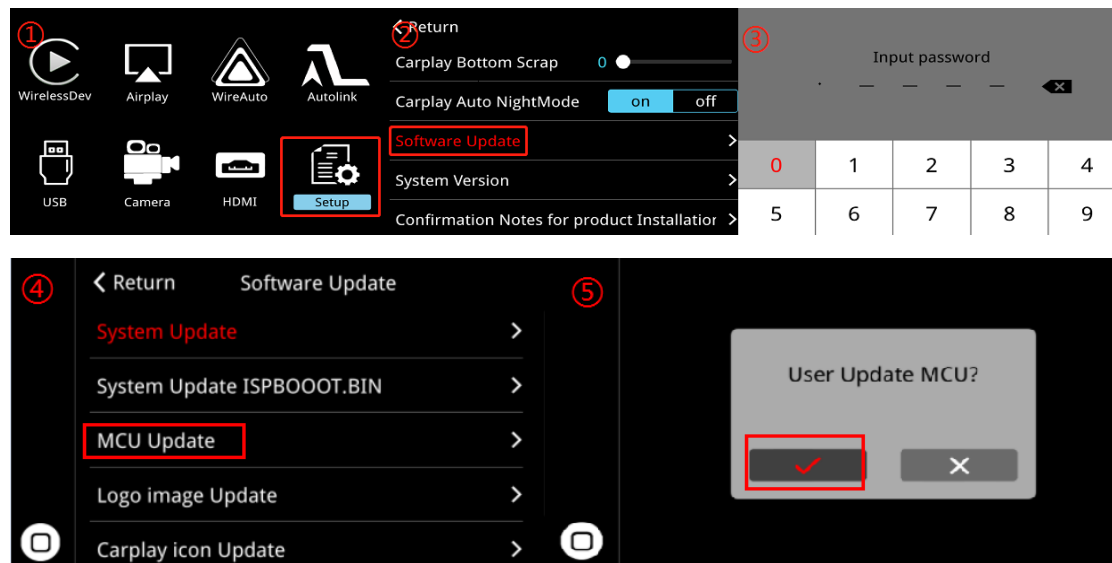 ①
WirelessDev Airplay WireAuto Autolink
USB Camera HDMI Setup
②
Return
Carplay Bottom Scrap 0
Carplay Auto NightMode on off
Software Update
System Version
Confirmation Notes for product Installation
③
Input password
0 1 2 3 4
5 6 7 8 9
④
Return Software Update
System Update
System Update ISPBOOOT.BIN
MCU Update
Logo image Update
Carplay icon Update
⑤
User Update MCU?